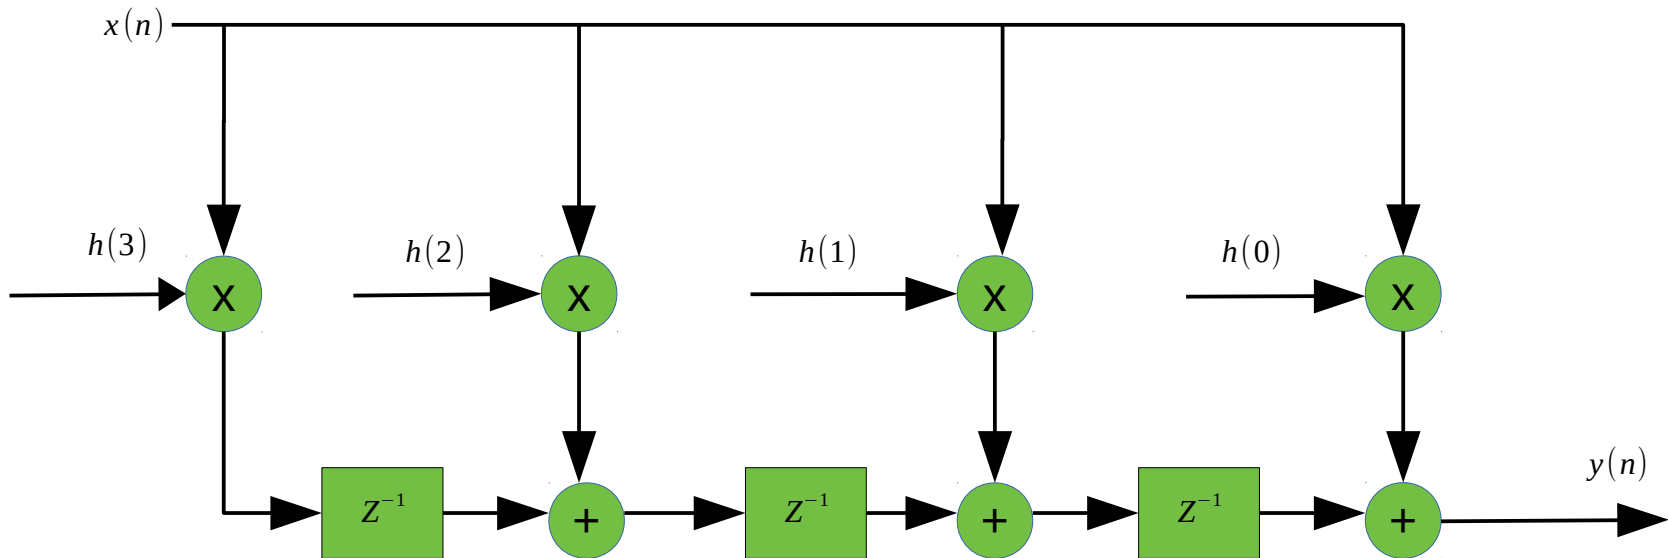 x(n)
h(3) h(2) h(1) h(0)
X X X X
y(n)
Z⁻¹ + Z⁻¹ + Z⁻¹ +